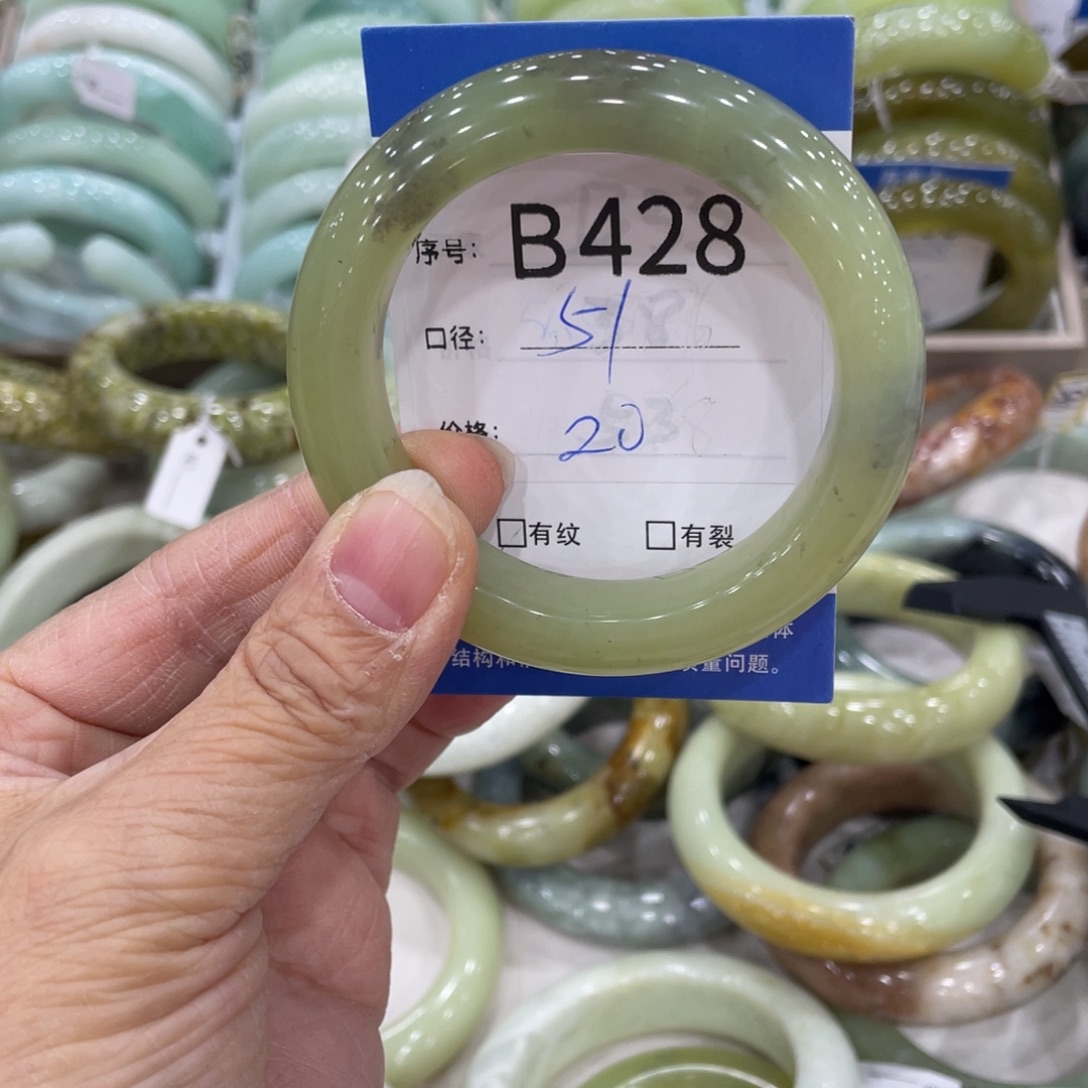 序号: B428
口径: 51
价格: 20
□有纹 □有裂
体
结构和
量问题。